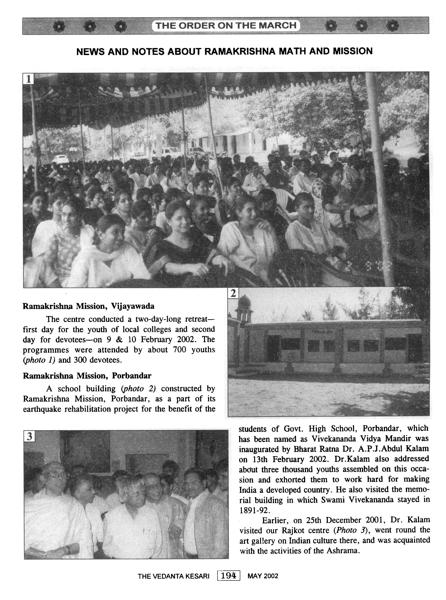 THE ORDER ON THE MARCH
NEWS AND NOTES ABOUT RAMAKRISHNA MATH AND MISSION
1
9 2 '02
Ramakrishna Mission, Vijayawada
The centre conducted a two-day-long retreat—
first day for the youth of local colleges and second
day for devotees—on 9 & 10 February 2002. The
programmes were attended by about 700 youths
(photo 1) and 300 devotees.
Ramakrishna Mission, Porbandar
A school building (photo 2) constructed by
Ramakrishna Mission, Porbandar, as a part of its
earthquake rehabilitation project for the benefit of the
2
3
students of Govt. High School, Porbandar, which
has been named as Vivekananda Vidya Mandir was
inaugurated by Bharat Ratna Dr. A.P.J.Abdul Kalam
on 13th February 2002. Dr.Kalam also addressed
about three thousand youths assembled on this occa-
sion and exhorted them to work hard for making
India a developed country. He also visited the memo-
rial building in which Swami Vivekananda stayed in
1891-92.
Earlier, on 25th December 2001, Dr. Kalam
visited our Rajkot centre (Photo 3), went round the
art gallery on Indian culture there, and was acquainted
with the activities of the Ashrama.
THE VEDANTA KESARI 194 MAY 2002